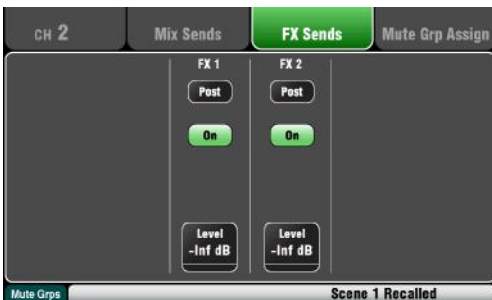 CH 2 Mix Sends FX Sends Mute Grp Assign
FX 1 FX 2
Post Post
On On
Level Level
-Inf dB -Inf dB
Mute Grps Scene 1 Recalled